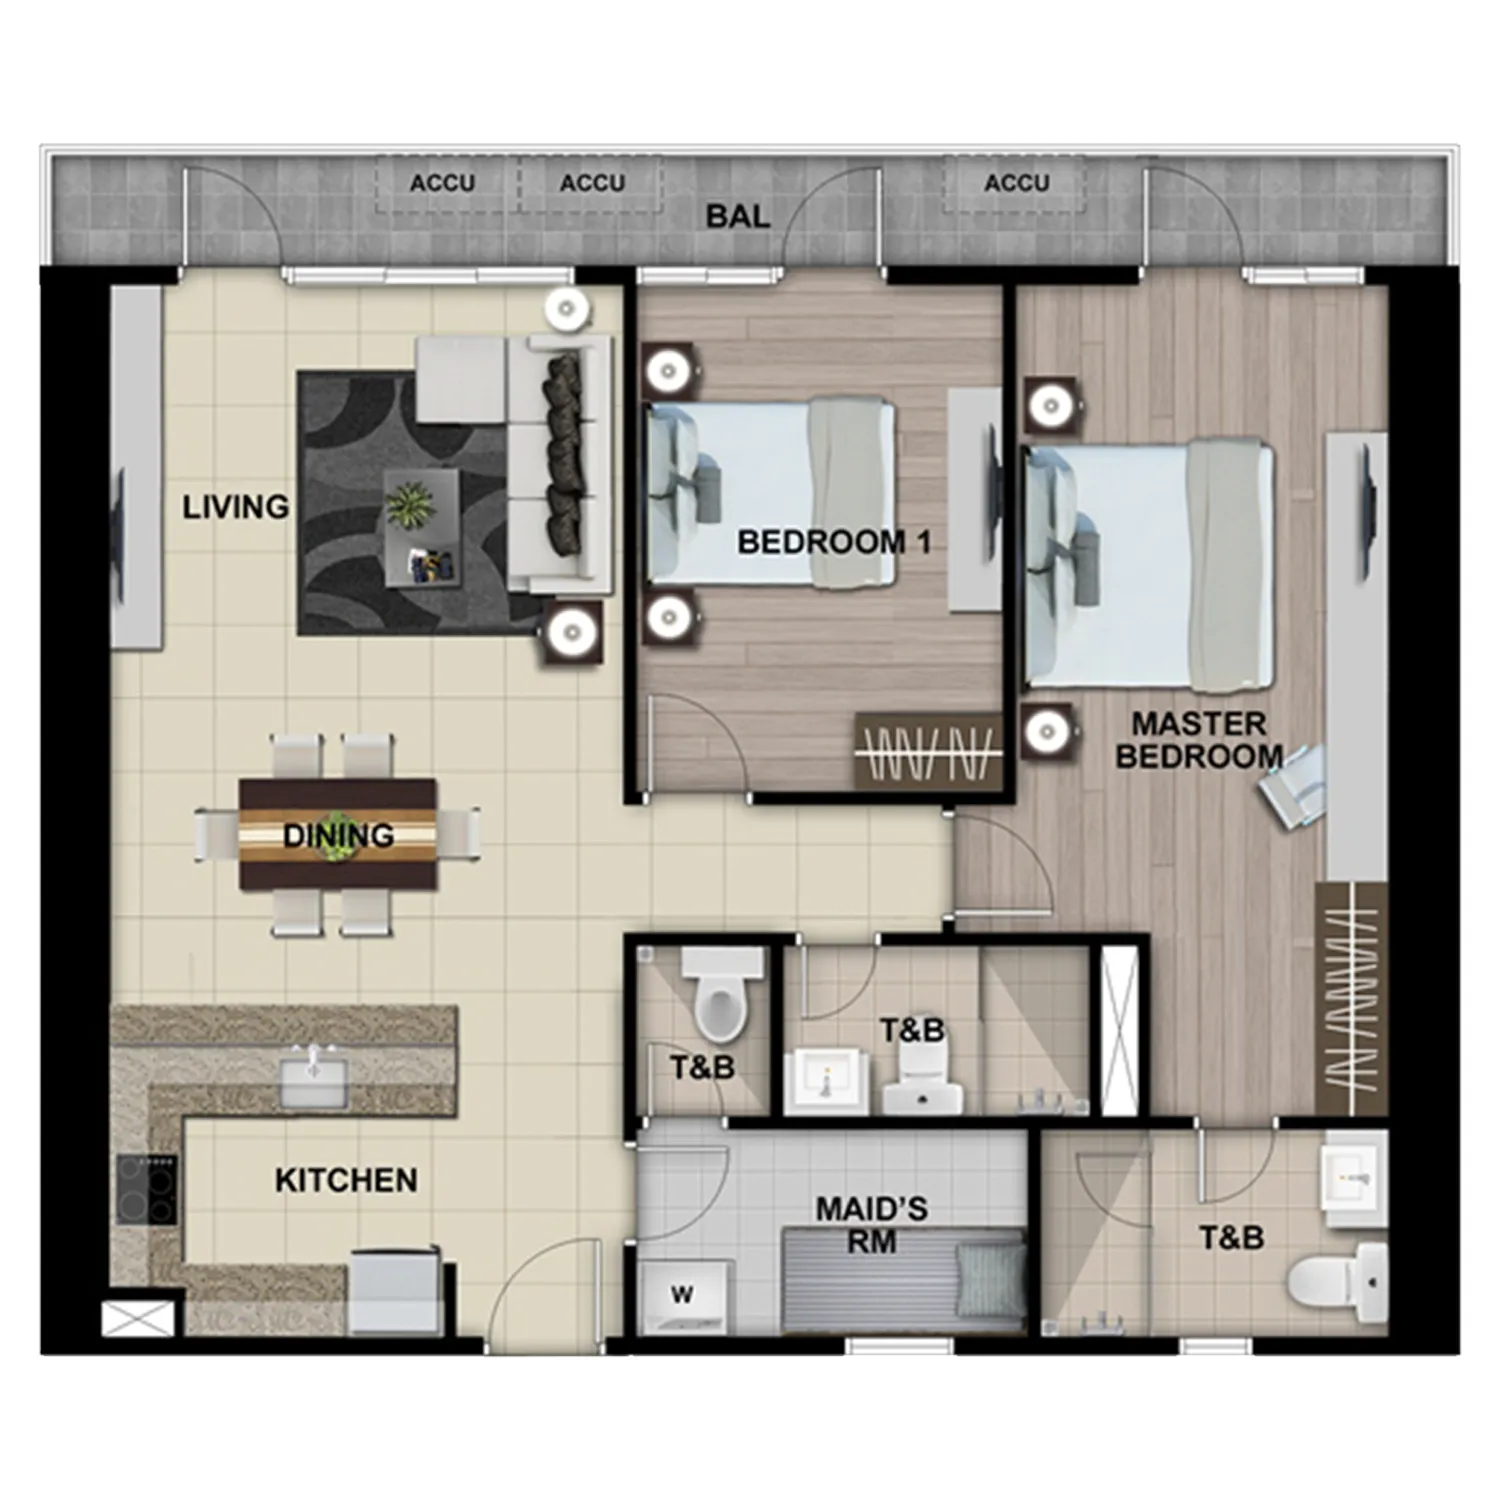 ACCU
ACCU
ACCU
BAL
LIVING
BEDROOM 1
MASTER
BEDROOM
DINING
T&B
T&B
KITCHEN
MAID'S
RM
T&B
W